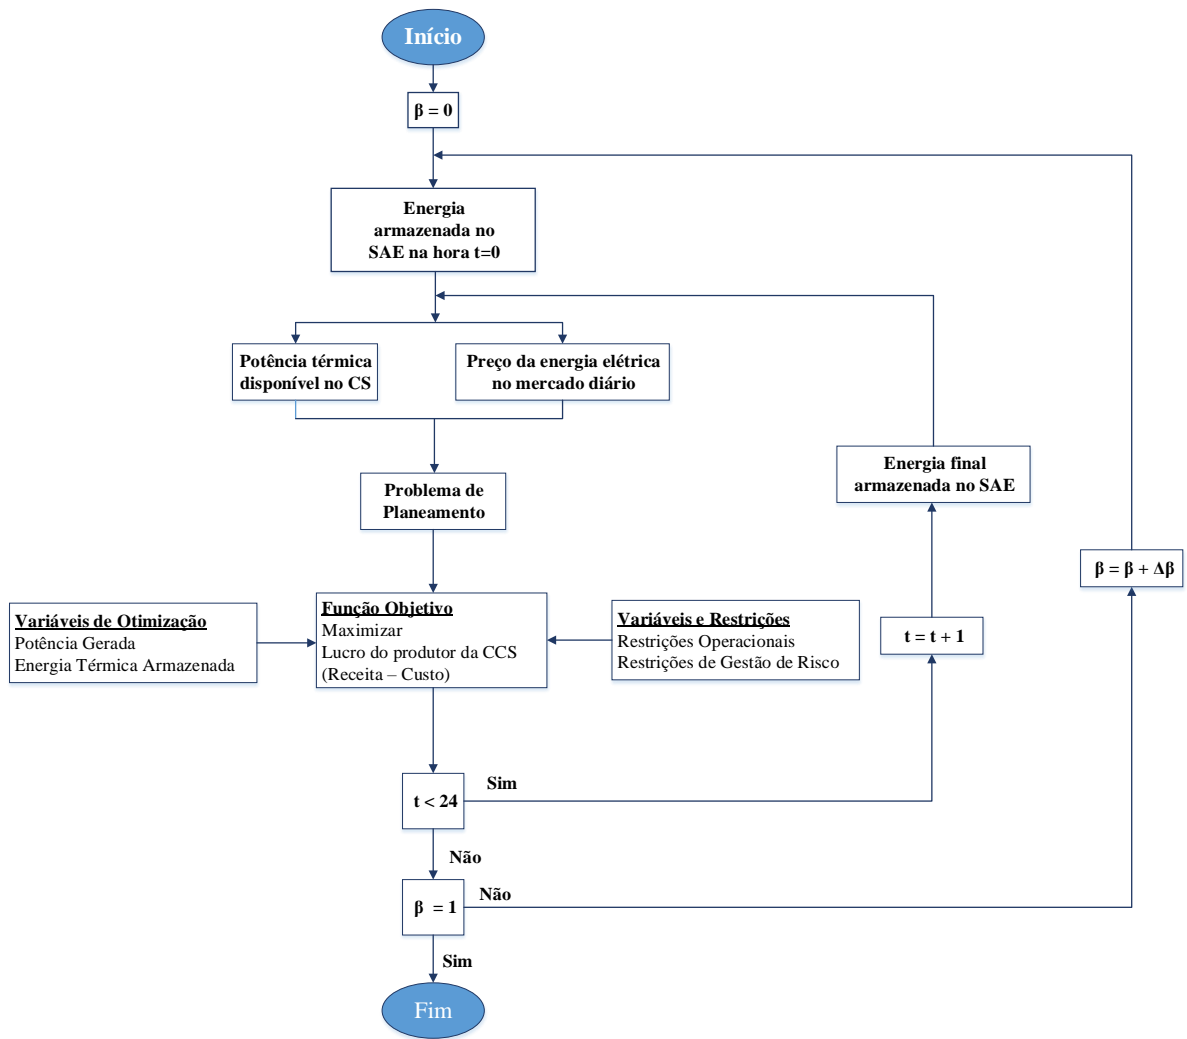 Início
β = 0
Energia
armazenada no
SAE na hora t=0
Potência térmica
disponível no CS
Preço da energia elétrica
no mercado diário
Energia final
armazenada no SAE
Problema de
Planeamento
β = β + Δβ
Variáveis de Otimização
Potência Gerada
Energia Térmica Armazenada
Função Objetivo
Maximizar
Lucro do produtor da CCS
(Receita – Custo)
Variáveis e Restrições
Restrições Operacionais
Restrições de Gestão de Risco
t = t + 1
t < 24
Sim
Não
β = 1
Não
Sim
Fim